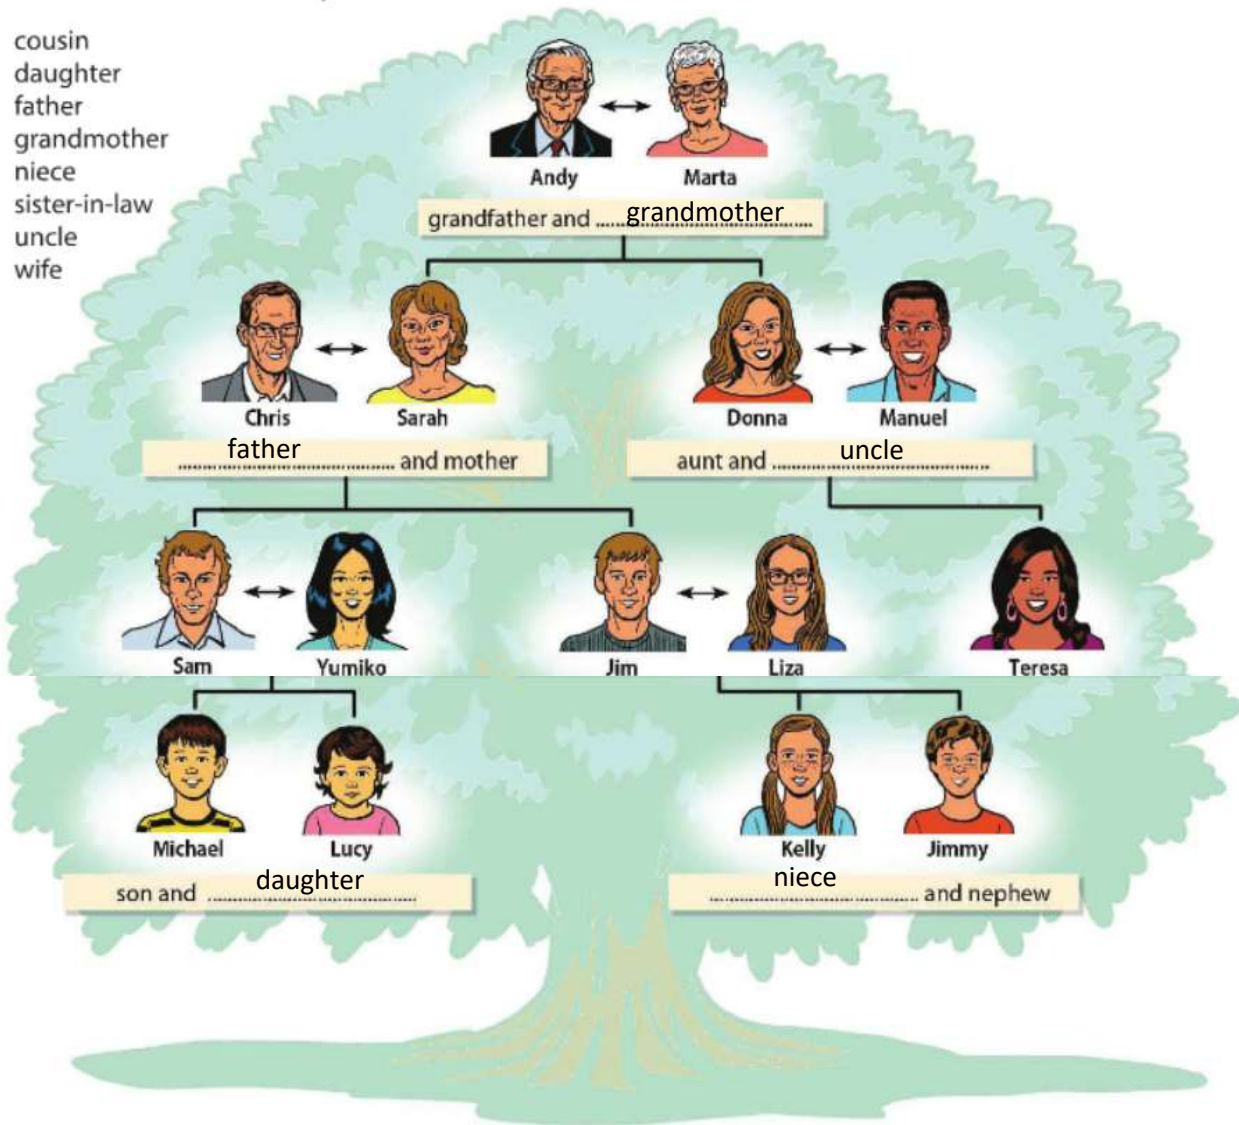 cousin
daughter
father
grandmother
niece
sister-in-law
uncle
wife
Andy Marta
grandfather and grandmother
Chris Sarah Donna Manuel
father and mother aunt and uncle
Sam Yumiko Jim Liza Teresa
Michael Lucy Kelly Jimmy
son and daughter niece and nephew